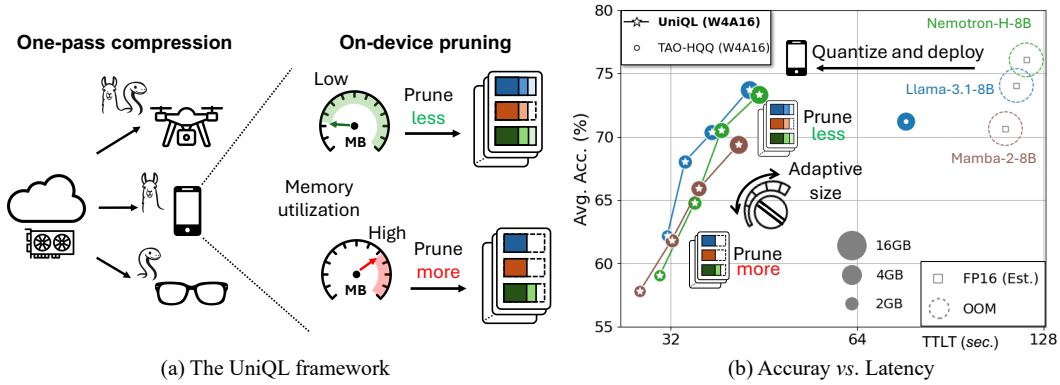 One-pass compression
On-device pruning
Low
MB
Prune
less
Memory
utilization
High
MB
Prune
more
(a) The UniQL framework
80
75
70
65
60
55
Avg. Acc. (%)
UniQL (W4A16)
TAO-HQQ (W4A16)
Quantize and deploy
Nemotron-H-8B
Llama-3.1-8B
Mamba-2-8B
Prune
less
Adaptive
size
Prune
more
16GB
4GB
2GB
FP16 (Est.)
OOM
32
64
TTLT (sec.)
128
(b) Accuray vs. Latency